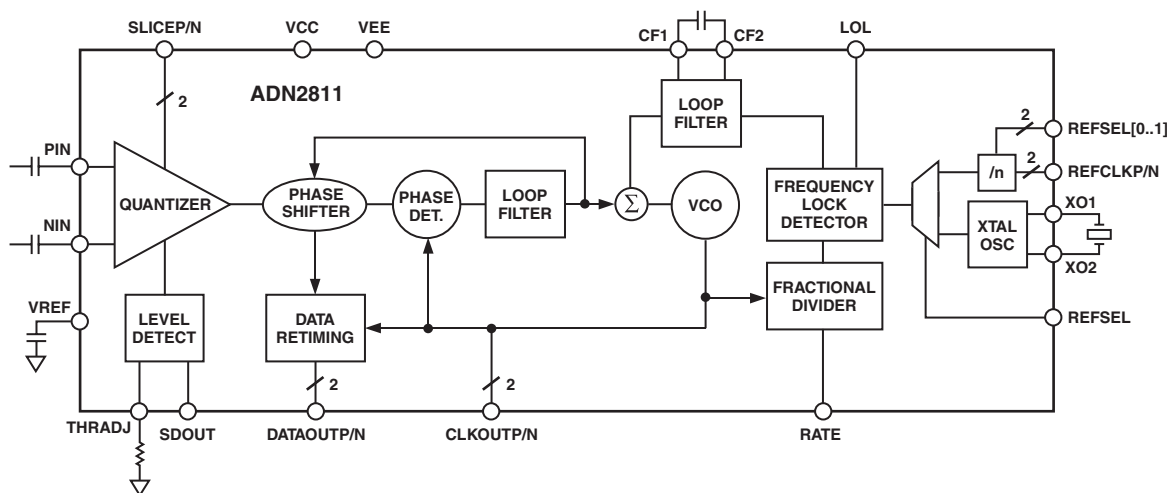 SLICEP/N
VCC
VEE
CF1
CF2
LOL
ADN2811
2
LOOP
FILTER
2
REFSEL[0..1]
PIN
2
REFCLKP/N
/n
QUANTIZER
PHASE
SHIFTER
PHASE
DET.
LOOP
FILTER
Σ
VCO
FREQUENCY
LOCK
DETECTOR
XTAL
OSC
XO1
XO2
NIN
VREF
LEVEL
DETECT
DATA
RETIMING
FRACTIONAL
DIVIDER
REFSEL
2
2
THRADJ
SDOUT
DATAOUTP/N
CLKOUTP/N
RATE